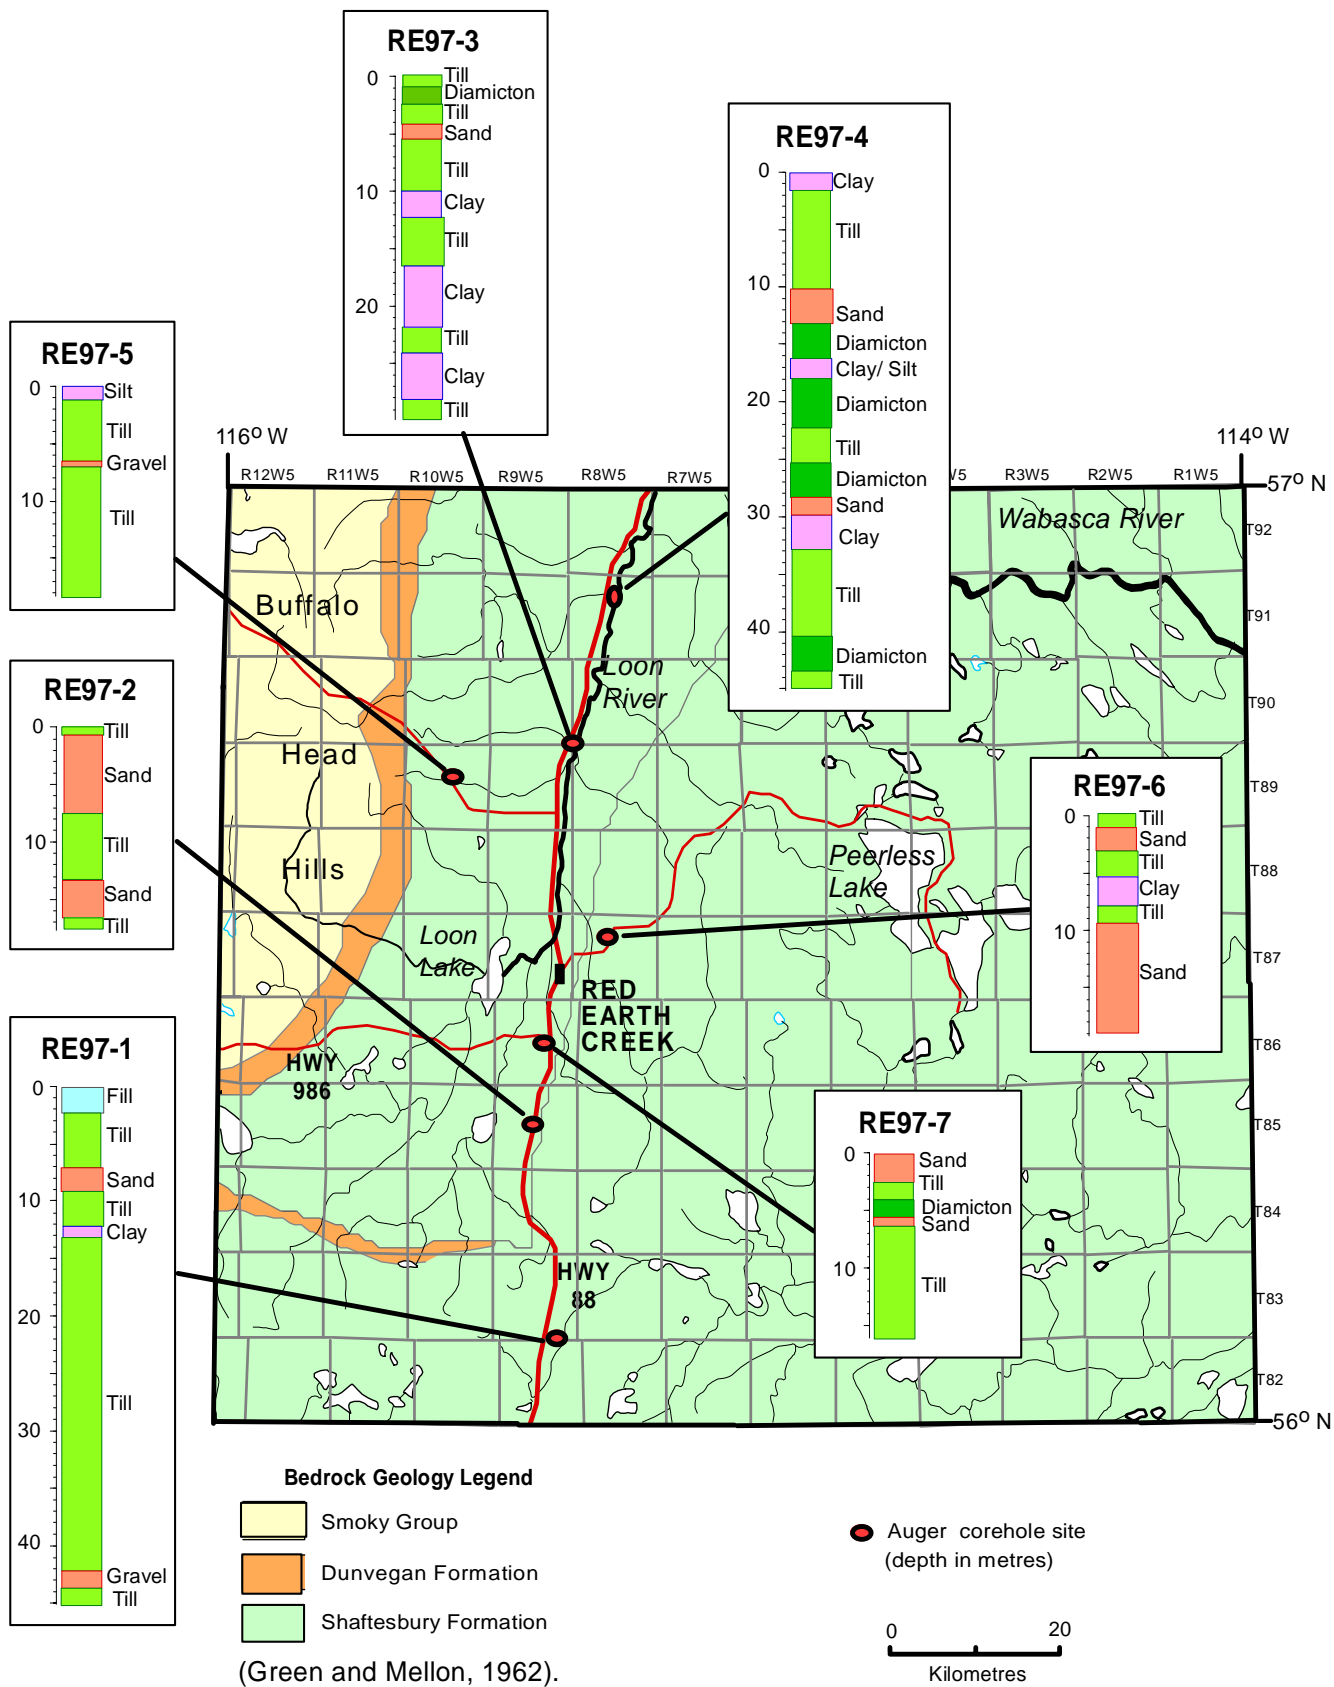 RE97-3
0
Till
Diamicton
Till
Sand
Till
10
Clay
Till
Clay
20
Till
Clay
Till
RE97-4
0
Clay
Till
10
Sand
Diamicton
Clay/ Silt
Diamicton
20
Till
Diamicton
Sand
30
Clay
Till
40
Diamicton
Till
RE97-5
0
Silt
Till
Gravel
10
Till
RE97-2
0
Till
Sand
Till
10
Sand
Till
RE97-1
0
Fill
Till
Sand
10
Till
Clay
20
Till
30
40
Gravel
Till
RE97-6
0
Till
Sand
Till
Clay
Till
10
Sand
RE97-7
0
Sand
Till
Diamicton
Sand
10
Till
116º W
114º W
R12W5
R11W5
R10W5
R9W5
R8W5
R7W5
W5
R3W5
R2W5
R1W5
57º N
T92
T91
T90
T89
T88
T87
T86
T85
T84
T83
T82
56º N
Wabasca River
Buffalo
Head
Hills
Loon
River
Peerless
Lake
Loon
Lake
RED
EARTH
CREEK
HWY
986
HWY
88
Bedrock Geology Legend
Smoky Group
Dunvegan Formation
Shaftesbury Formation
(Green and Mellon, 1962).
Auger corehole site
(depth in metres)
0
20
Kilometres